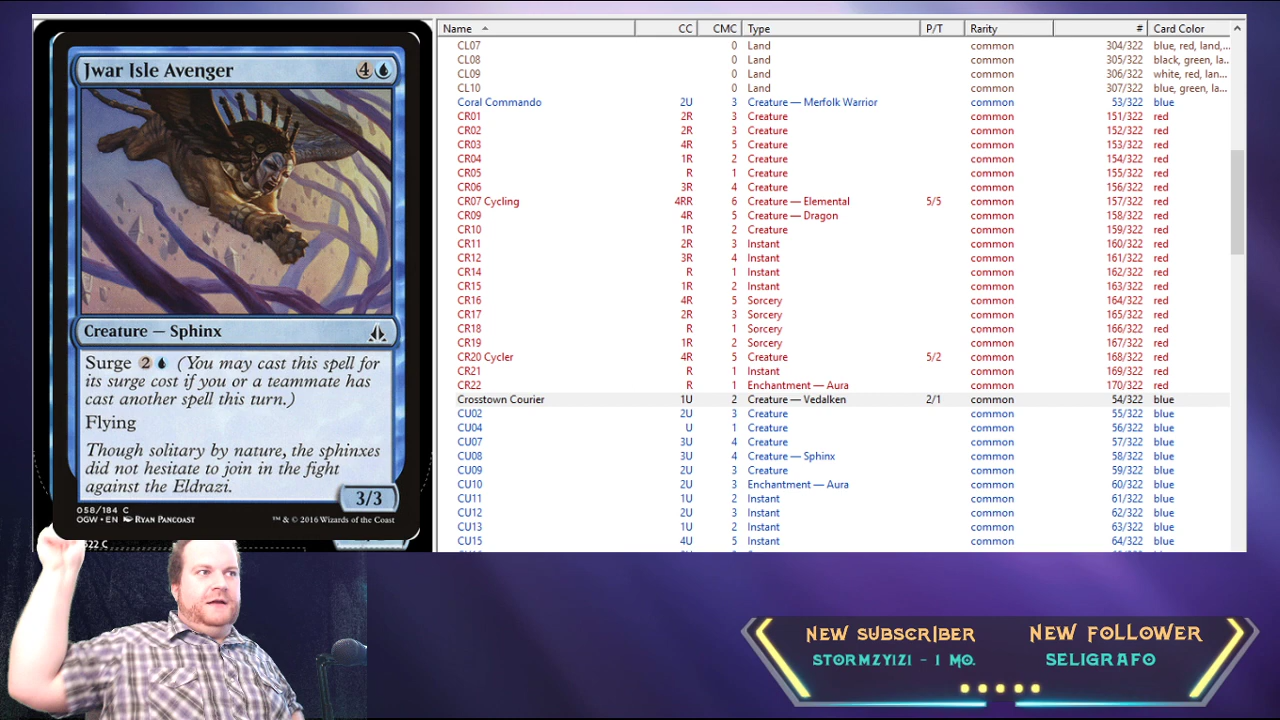 Jwar Isle Avenger 4
Creature — Sphinx
Surge 2 (You may cast this spell for
its surge cost if you or a teammate has
cast another spell this turn.)
Flying
Though solitary by nature, the sphinxes
did not hesitate to join in the fight
against the Eldrazi.
3/3
058/184 C
OGW • EN RYAN PANCOAST
™ & © 2016 Wizards of the Coast
322 C
Name CC CMC Type P/T Rarity # Card Color
CL07 0 Land common 304/322 blue, red, land,...
CL08 0 Land common 305/322 black, green, la...
CL09 0 Land common 306/322 white, red, lan...
CL10 0 Land common 307/322 blue, green, la...
Coral Commando 2U 3 Creature — Merfolk Warrior common 53/322 blue
CR01 2R 3 Creature common 151/322 red
CR02 2R 3 Creature common 152/322 red
CR03 4R 5 Creature common 153/322 red
CR04 1R 2 Creature common 154/322 red
CR05 R 1 Creature common 155/322 red
CR06 3R 4 Creature common 156/322 red
CR07 Cycling 4RR 6 Creature — Elemental 5/5 common 157/322 red
CR09 4R 5 Creature — Dragon common 158/322 red
CR10 1R 2 Creature common 159/322 red
CR11 2R 3 Instant common 160/322 red
CR12 3R 4 Instant common 161/322 red
CR14 R 1 Instant common 162/322 red
CR15 1R 2 Instant common 163/322 red
CR16 4R 5 Sorcery common 164/322 red
CR17 2R 3 Sorcery common 165/322 red
CR18 R 1 Sorcery common 166/322 red
CR19 1R 2 Sorcery common 167/322 red
CR20 Cycler 4R 5 Creature 5/2 common 168/322 red
CR21 R 1 Instant common 169/322 red
CR22 R 1 Enchantment — Aura common 170/322 red
Crosstown Courier 1U 2 Creature — Vedalken 2/1 common 54/322 blue
CU02 2U 3 Creature common 55/322 blue
CU04 U 1 Creature common 56/322 blue
CU07 3U 4 Creature common 57/322 blue
CU08 3U 4 Creature — Sphinx common 58/322 blue
CU09 2U 3 Creature common 59/322 blue
CU10 2U 3 Enchantment — Aura common 60/322 blue
CU11 1U 2 Instant common 61/322 blue
CU12 2U 3 Instant common 62/322 blue
CU13 1U 2 Instant common 63/322 blue
CU15 4U 5 Instant common 64/322 blue
NEW SUBSCRIBER
STORMZYIZI - 1 MO.
NEW FOLLOWER
SELIGRAFO